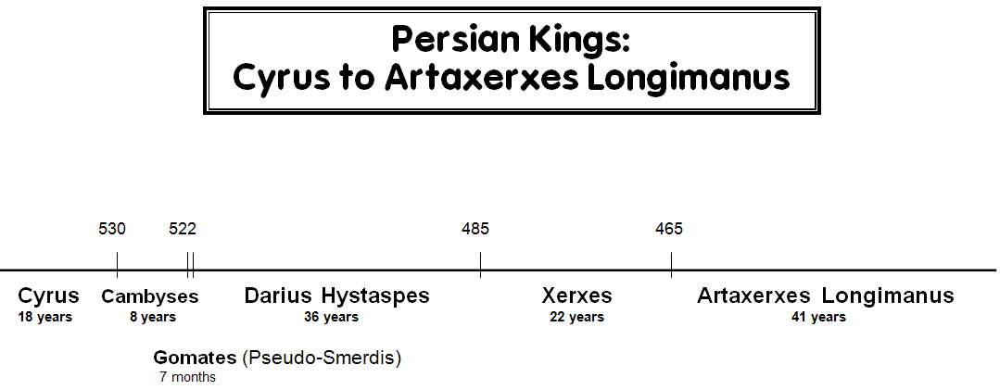 Persian Kings:
Cyrus to Artaxerxes Longimanus
530 522 485 465
Cyrus Cambyses Darius Hystaspes Xerxes Artaxerxes Longimanus
18 years 8 years 36 years 22 years 41 years
Gomates (Pseudo-Smerdis)
7 months